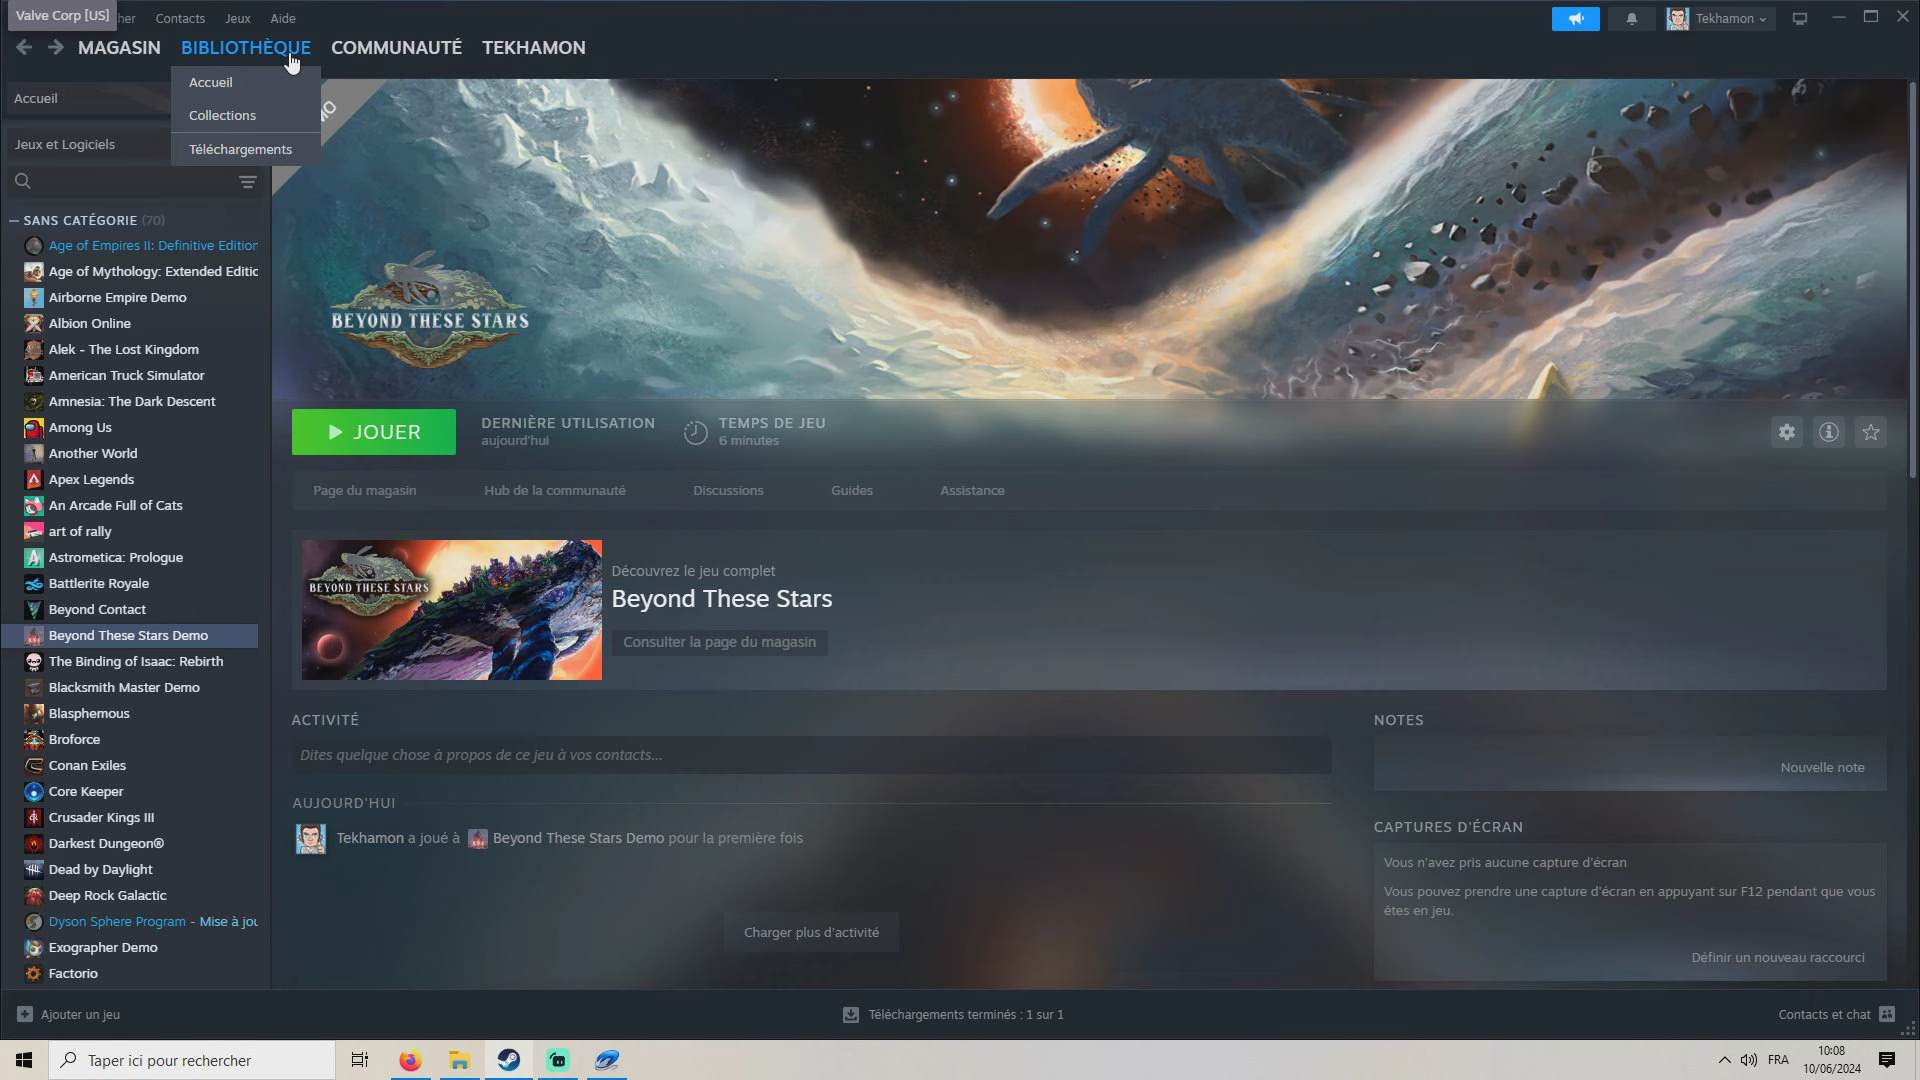 Valve Corp [US]
Contacts
Jeux
Aide
Tekhamon
MAGASIN
BIBLIOTHÈQUE
COMMUNAUTÉ
TEKHAMON
Accueil
Collections
Téléchargements
Accueil
Jeux et Logiciels
SANS CATÉGORIE (70)
Age of Empires II: Definitive Edition
Age of Mythology: Extended Editic
Airborne Empire Demo
Albion Online
Alek - The Lost Kingdom
American Truck Simulator
Amnesia: The Dark Descent
Among Us
Another World
Apex Legends
An Arcade Full of Cats
art of rally
Astrometica: Prologue
Battlerite Royale
Beyond Contact
Beyond These Stars Demo
The Binding of Isaac: Rebirth
Blacksmith Master Demo
Blasphemous
Broforce
Conan Exiles
Core Keeper
Crusader Kings III
Darkest Dungeon®
Dead by Daylight
Deep Rock Galactic
Dyson Sphere Program - Mise à jou
Exographer Demo
Factorio
BEYOND THESE STARS
JOUER
DERNIÈRE UTILISATION
aujourd'hui
TEMPS DE JEU
6 minutes
Page du magasin
Hub de la communauté
Discussions
Guides
Assistance
BEYOND THESE STARS
Découvrez le jeu complet
Beyond These Stars
Consulter la page du magasin
ACTIVITÉ
Dites quelque chose à propos de ce jeu à vos contacts...
AUJOURD'HUI
Tekhamon a joué à Beyond These Stars Demo pour la première fois
Charger plus d'activité
NOTES
Nouvelle note
CAPTURES D'ÉCRAN
Vous n'avez pris aucune capture d'écran
Vous pouvez prendre une capture d'écran en appuyant sur F12 pendant que vous
êtes en jeu.
Définir un nouveau raccourci
Ajouter un jeu
Téléchargements terminés : 1 sur 1
Contacts et chat
Taper ici pour rechercher
FRA
10:08
10/06/2024